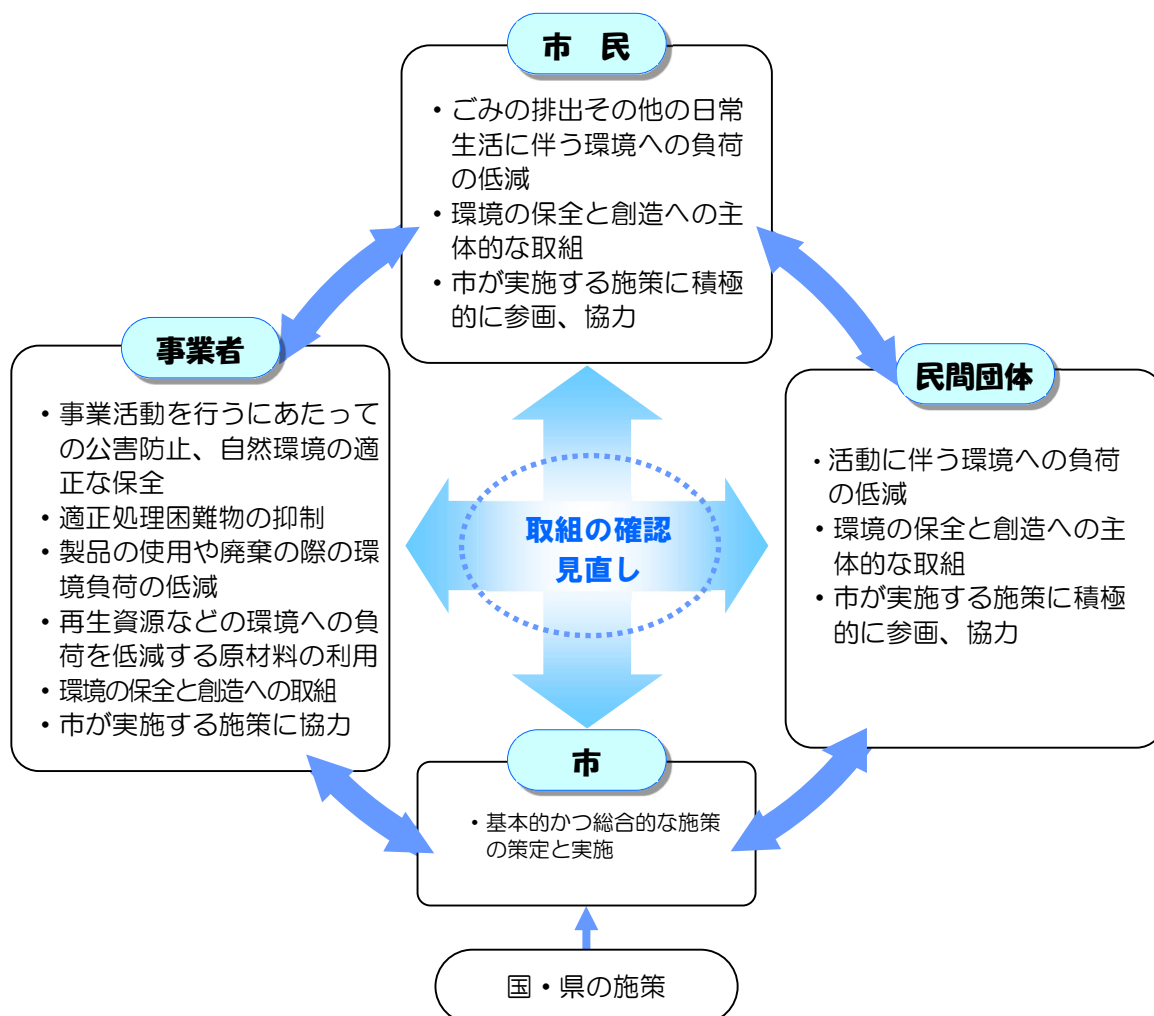 市　民
・ごみの排出その他の日常
生活に伴う環境への負荷
の低減
・環境の保全と創造への主
体的な取組
・市が実施する施策に積極
的に参画、協力
事業者
・事業活動を行うにあたって
の公害防止、自然環境の適
正な保全
・適正処理困難物の抑制
・製品の使用や廃棄の際の環
境負荷の低減
・再生資源などの環境への負
荷を低減する原材料の利用
・環境の保全と創造への取組
・市が実施する施策に協力
取組の確認
見直し
民間団体
・活動に伴う環境への負荷
の低減
・環境の保全と創造への主
体的な取組
・市が実施する施策に積極
的に参画、協力
市
・基本的かつ総合的な施策
の策定と実施
国・県の施策